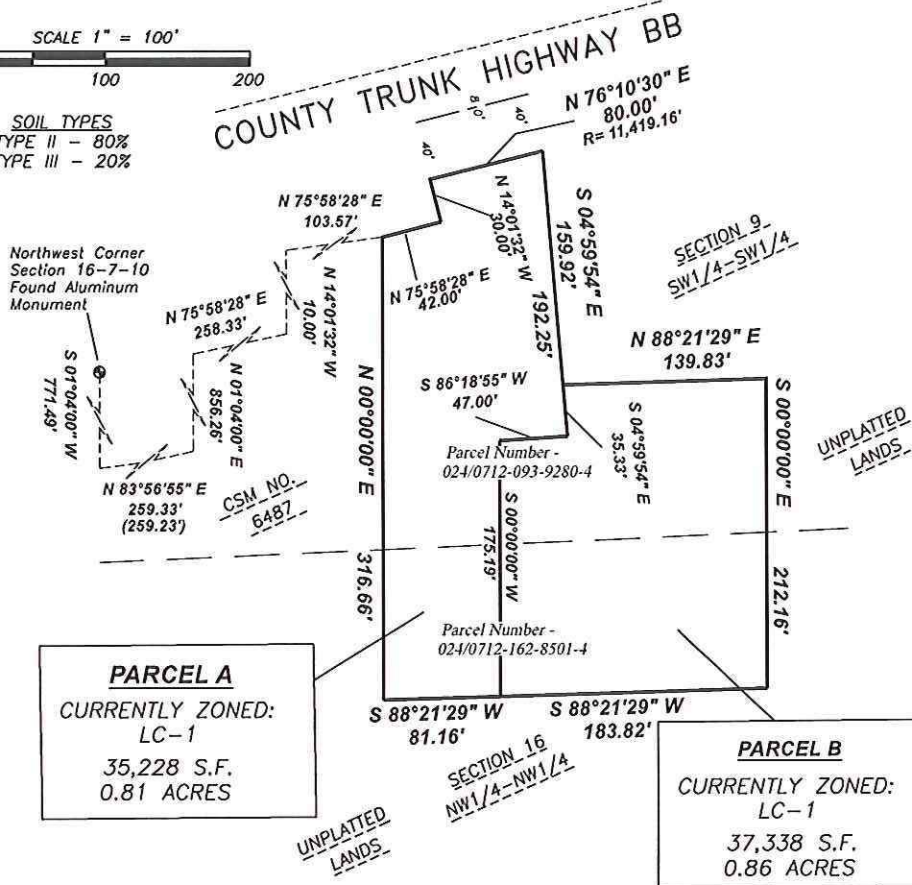 SCALE 1" = 100'
100
200
SOIL TYPES
TYPE II - 80%
TYPE III - 20%
COUNTY TRUNK HIGHWAY BB
40'
40'
N 76°10'30" E
80.00'
R= 11,419.16'
N 75°58'28" E
103.57'
N 14°01'32" W
30.00'
S 04°59'54" E
159.92'
192.25'
SECTION 9
SW1/4-SW1/4
Northwest Corner
Section 16-7-10
Found Aluminum
Monument
N 75°58'28" E
258.33'
N 14°01'32" W
10.00'
N 75°58'28" E
42.00'
N 88°21'29" E
139.83'
S 01°04'00" W
771.49'
N 01°04'00" E
856.26'
N 00°00'00" E
316.66'
S 86°18'55" W
47.00'
S 04°59'54" E
35.33'
S 00°00'00" E
212.16'
UNPLATTED
LANDS
Parcel Number -
024/0712-093-9280-4
N 83°56'55" E
259.33'
(259.23')
CSM NO.
6487
S 00°00'00" W
175.19'
Parcel Number -
024/0712-162-8501-4
PARCEL A
CURRENTLY ZONED:
LC-1
35,228 S.F.
0.81 ACRES
S 88°21'29" W
81.16'
S 88°21'29" W
183.82'
SECTION 16
NW1/4-NW1/4
UNPLATTED
LANDS
PARCEL B
CURRENTLY ZONED:
LC-1
37,338 S.F.
0.86 ACRES